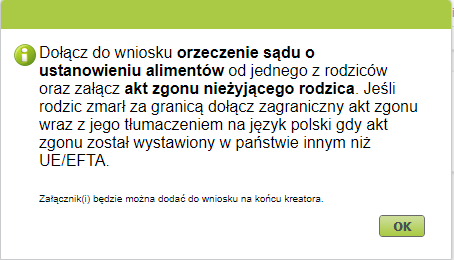 Dołącz do wniosku orzeczenie sądu o
ustanowieniu alimentów od jednego z rodziców
oraz załącz akt zgonu nieżyjącego rodzica. Jeśli
rodzic zmarł za granicą dołącz zagraniczny akt zgonu
wraz z jego tłumaczeniem na język polski gdy akt
zgonu został wystawiony w państwie innym niż
UE/EFTA.
Załącznik(i) będzie można dodać do wniosku na końcu kreatora.
OK